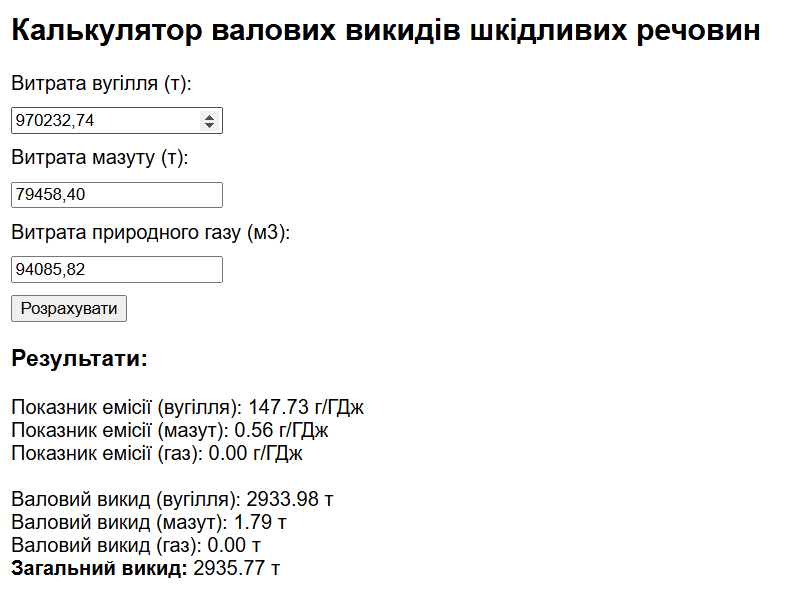 Калькулятор валових викидів шкідливих речовин
Витрата вугілля (т):
970232,74
Витрата мазуту (т):
79458,40
Витрата природного газу (м3):
94085,82
Розрахувати
Результати:
Показник емісії (вугілля): 147.73 г/ГДж
Показник емісії (мазут): 0.56 г/ГДж
Показник емісії (газ): 0.00 г/ГДж
Валовий викид (вугілля): 2933.98 т
Валовий викид (мазут): 1.79 т
Валовий викид (газ): 0.00 т
Загальний викид: 2935.77 т